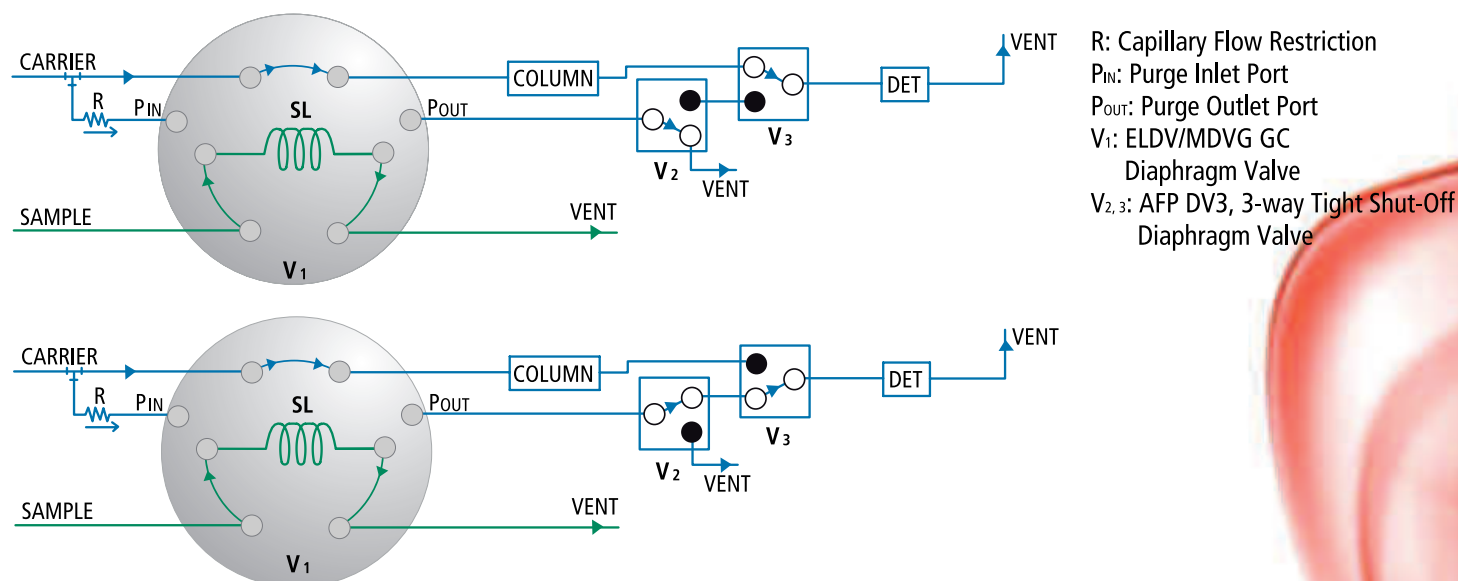 CARRIER
R
PIN
SL
POUT
COLUMN
V2
VENT
V3
DET
VENT
SAMPLE
VENT
V1
R: Capillary Flow Restriction
PIN: Purge Inlet Port
POUT: Purge Outlet Port
V1: ELDV/MDVG GC
Diaphragm Valve
V2, 3: AFP DV3, 3-way Tight Shut-Off
Diaphragm Valve
CARRIER
R
PIN
SL
POUT
COLUMN
V2
VENT
V3
DET
VENT
SAMPLE
VENT
V1